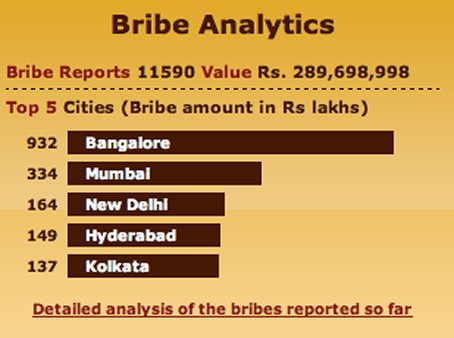 Bribe Analytics
Bribe Reports 11590 Value Rs. 289,698,998
Top 5 Cities (Bribe amount in Rs lakhs)
932 Bangalore
334 Mumbai
164 New Delhi
149 Hyderabad
137 Kolkata
Detailed analysis of the bribes reported so far